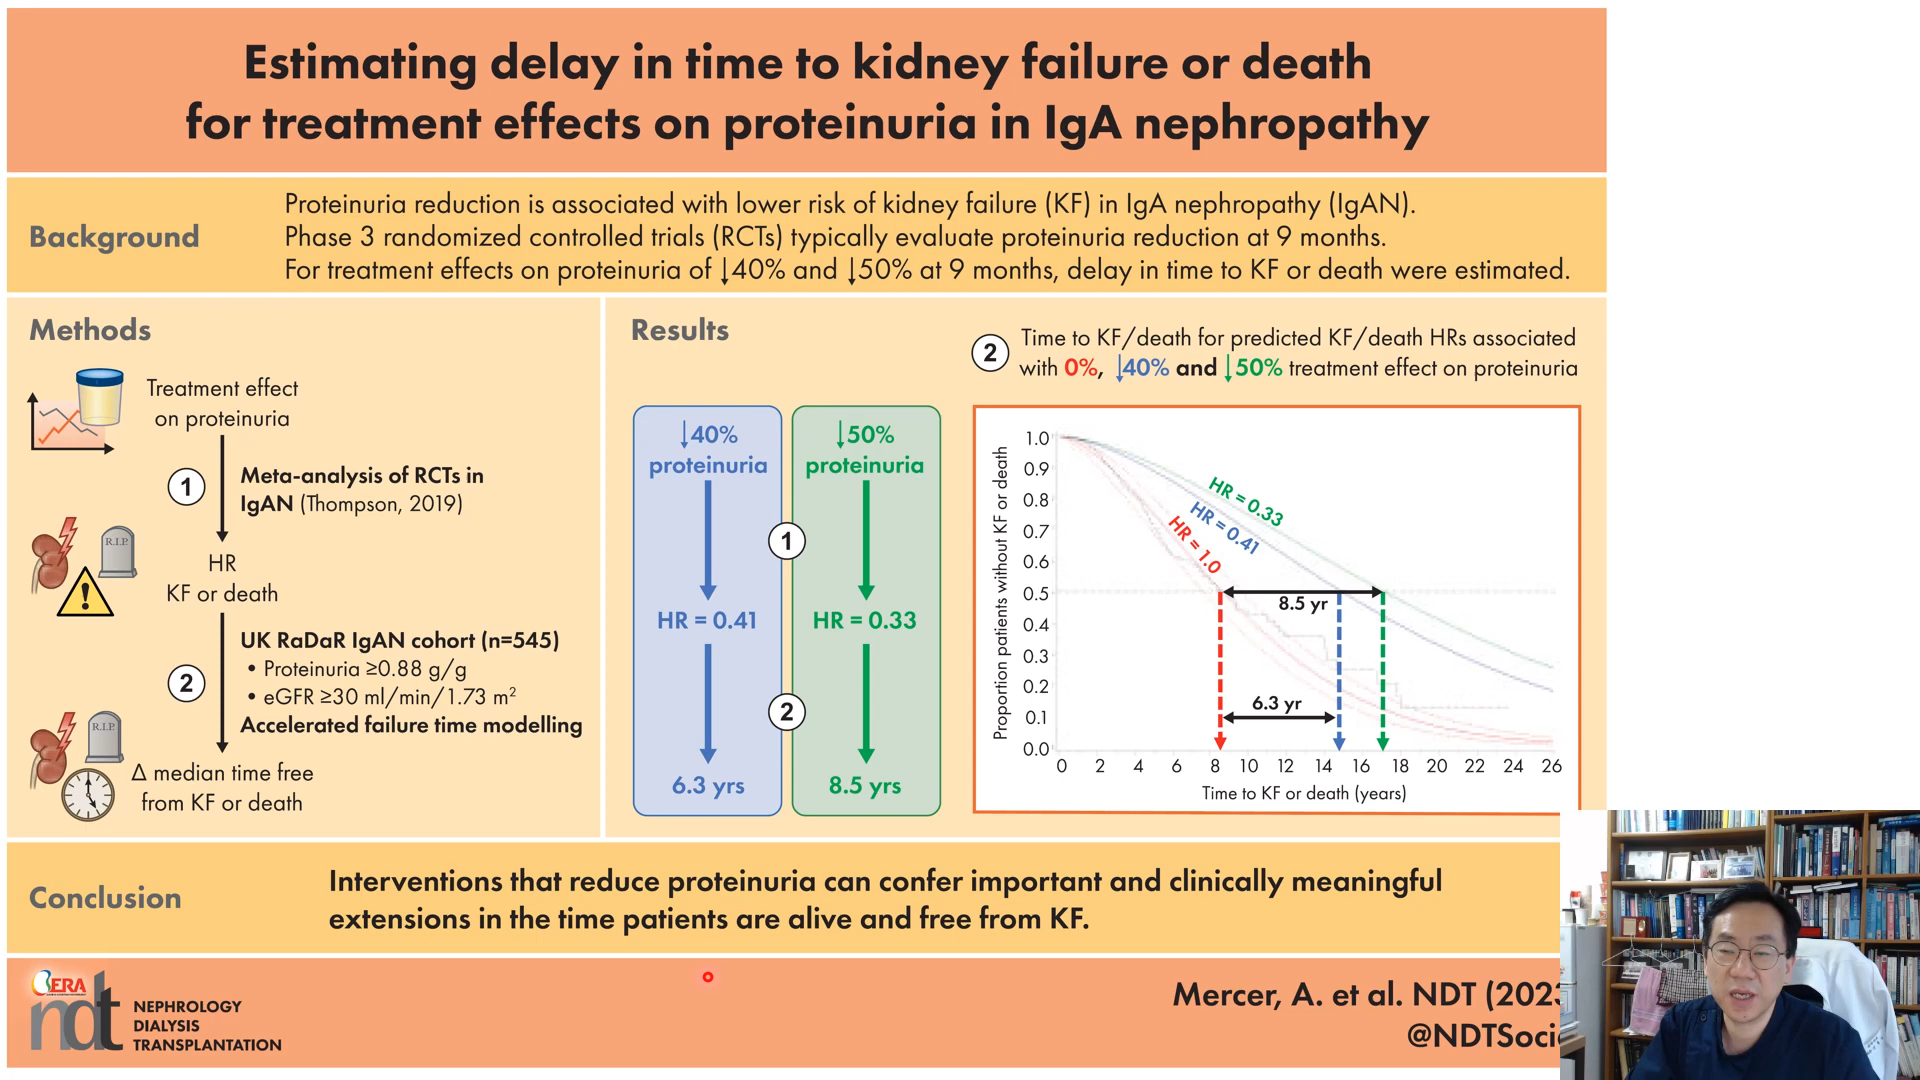 Estimating delay in time to kidney failure or death
for treatment effects on proteinuria in IgA nephropathy
Background
Proteinuria reduction is associated with lower risk of kidney failure (KF) in IgA nephropathy (IgAN).
Phase 3 randomized controlled trials (RCTs) typically evaluate proteinuria reduction at 9 months.
For treatment effects on proteinuria of ↓40% and ↓50% at 9 months, delay in time to KF or death were estimated.
Methods
Treatment effect
on proteinuria
1
Meta-analysis of RCTs in
IgAN (Thompson, 2019)
R.I.P.
HR
KF or death
2
UK RaDaR IgAN cohort (n=545)
• Proteinuria ≥0.88 g/g
• eGFR ≥30 ml/min/1.73 m²
Accelerated failure time modelling
R.I.P.
Δ median time free
from KF or death
Results
↓40%
proteinuria
↓50%
proteinuria
1
HR = 0.41
HR = 0.33
2
6.3 yrs
8.5 yrs
2
Time to KF/death for predicted KF/death HRs associated
with 0%, ↓40% and ↓50% treatment effect on proteinuria
Proportion patients without KF or death
1.0
0.9
0.8
0.7
0.6
0.5
0.4
0.3
0.2
0.1
0.0
HR = 0.33
HR = 0.41
HR = 1.0
8.5 yr
6.3 yr
0 2 4 6 8 10 12 14 16 18 20 22 24 26
Time to KF or death (years)
Conclusion
Interventions that reduce proteinuria can confer important and clinically meaningful
extensions in the time patients are alive and free from KF.
ERA
ndt
NEPHROLOGY
DIALYSIS
TRANSPLANTATION
Mercer, A. et al. NDT (202
@NDTSoci